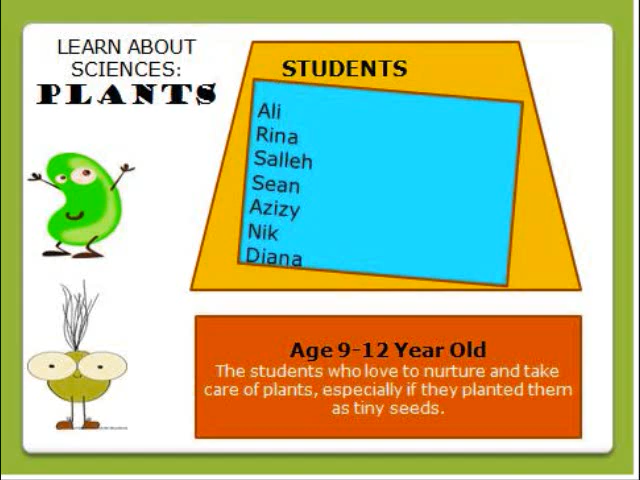 LEARN ABOUT
SCIENCES:
PLANTS
STUDENTS
Ali
Rina
Salleh
Sean
Azizy
Nik
Diana
Age 9-12 Year Old
The students who love to nurture and take
care of plants, especially if they planted them
as tiny seeds.